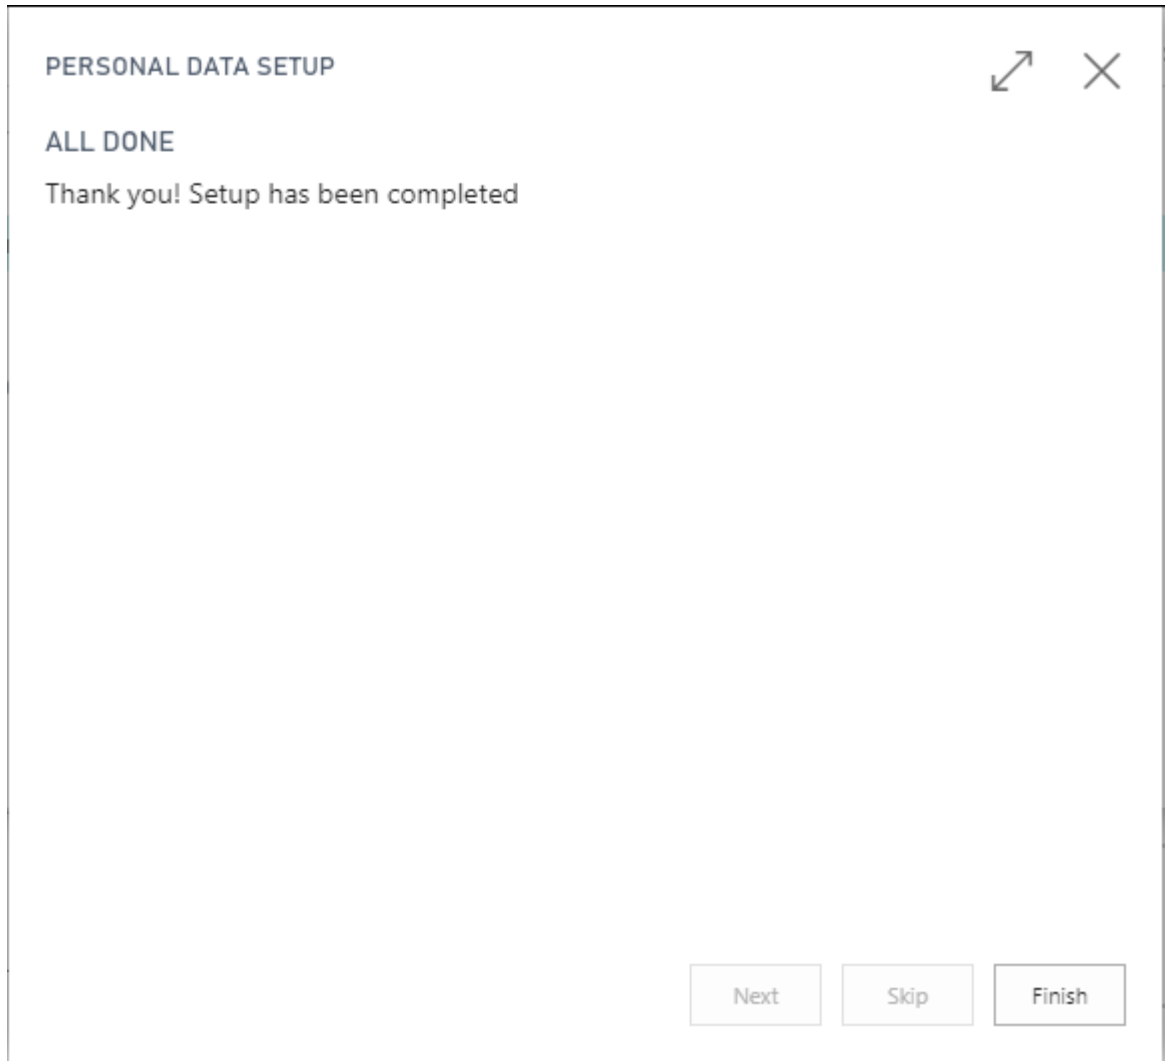 PERSONAL DATA SETUP
ALL DONE
Thank you! Setup has been completed
Next Skip Finish